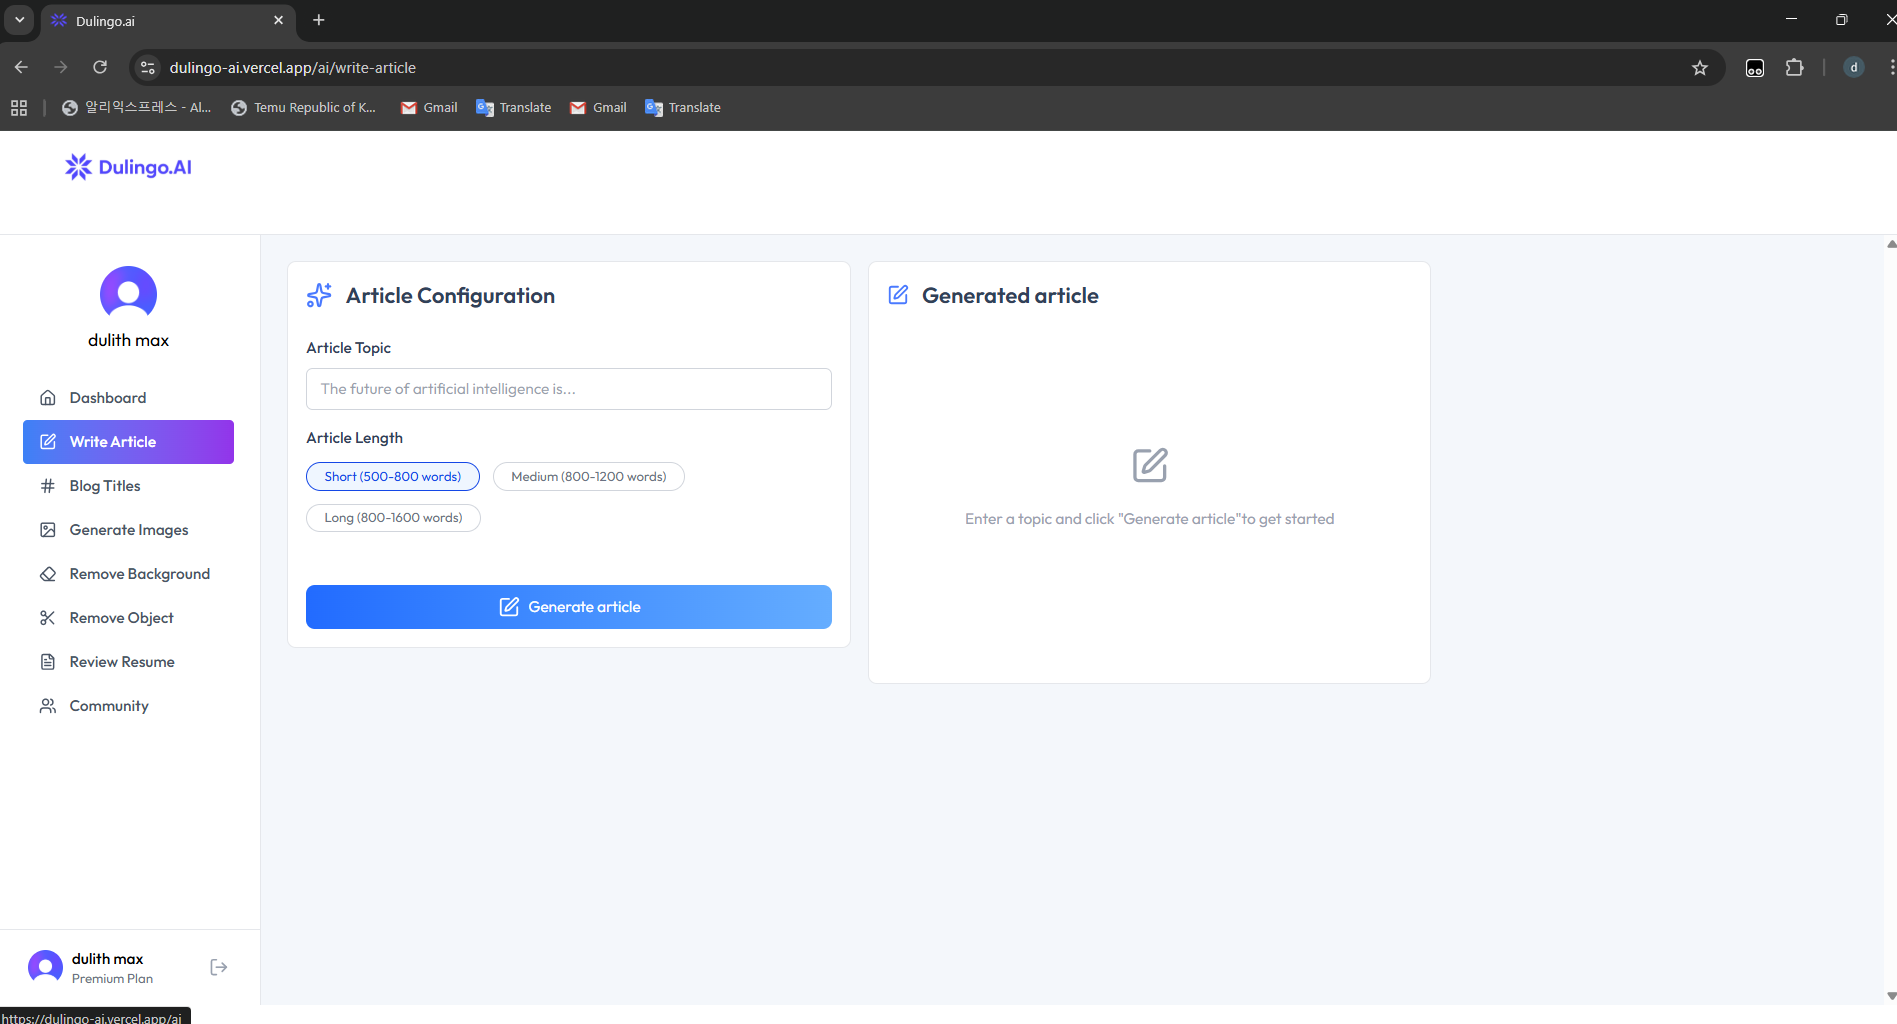 Dulingo.ai
dulingo-ai.vercel.app/ai/write-article
d
알리익스프레스 - Al...
Temu Republic of K...
Gmail
Translate
Gmail
Translate
Dulingo.AI
dulith max
Dashboard
Write Article
Blog Titles
Generate Images
Remove Background
Remove Object
Review Resume
Community
Article Configuration
Article Topic
The future of artificial intelligence is...
Article Length
Short (500-800 words)
Medium (800-1200 words)
Long (800-1600 words)
Generate article
Generated article
Enter a topic and click "Generate article"to get started
dulith max
Premium Plan
https://dulingo-ai.vercel.app/ai